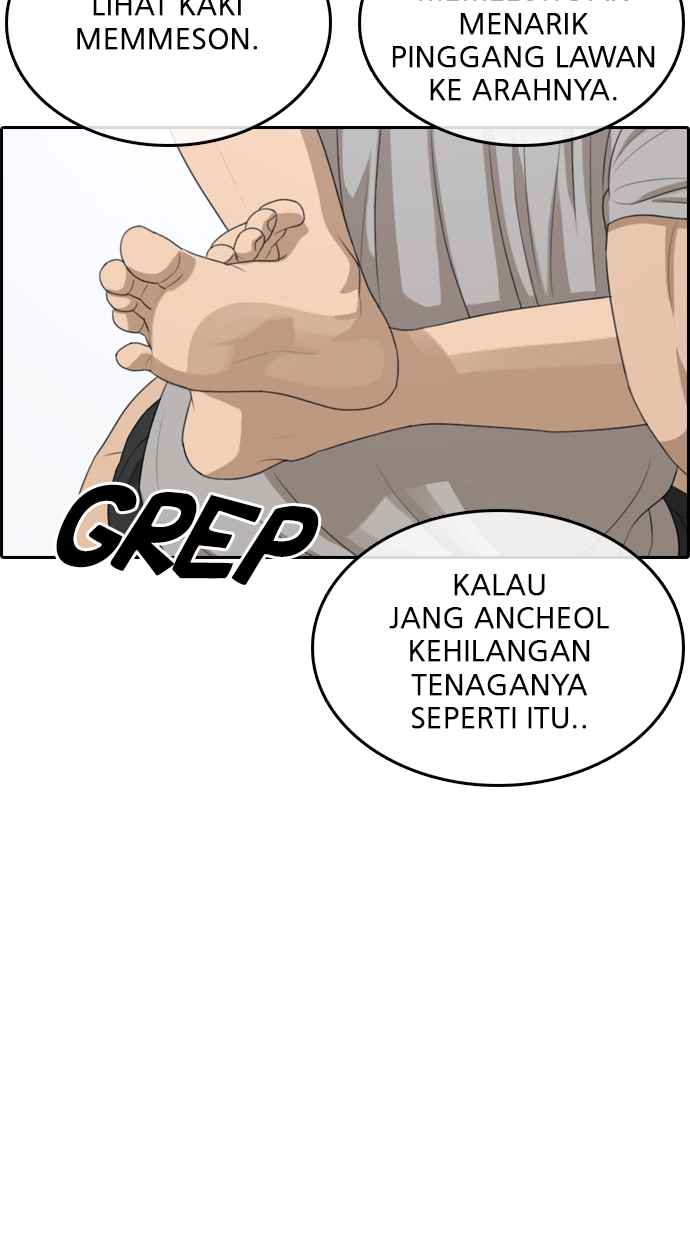 LIHAT KAKI
MEMMESON.
MENARIK
PINGGANG LAWAN
KE ARAHNYA.
GREP
KALAU
JANG ANCHEOL
KEHILANGAN
TENAGANYA
SEPERTI ITU..